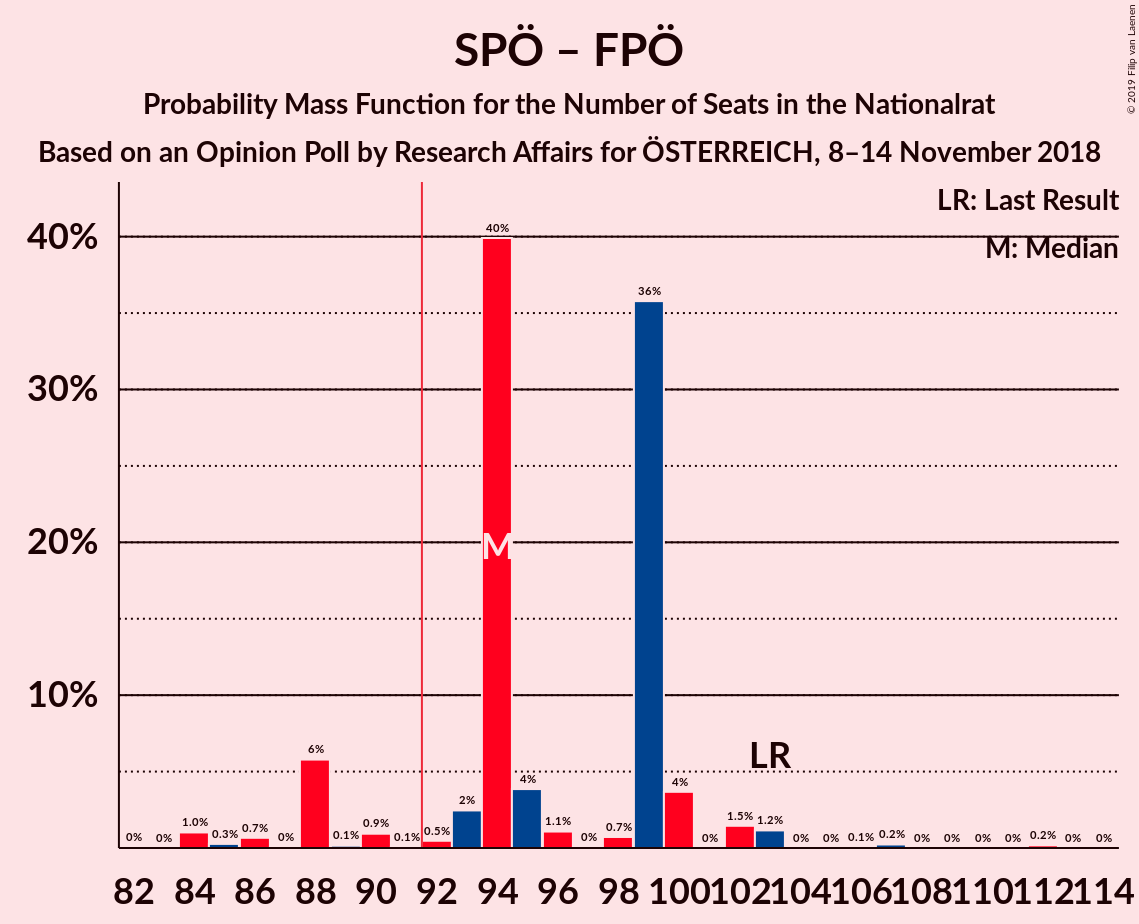 SPÖ – FPÖ
Probability Mass Function for the Number of Seats in the Nationalrat
Based on an Opinion Poll by Research Affairs for ÖSTERREICH, 8–14 November 2018
© 2019 Filip van Laenen
LR: Last Result
M: Median
40%
30%
20%
10%
0% 0% 1.0% 0.3% 0.7% 0% 6% 0.1% 0.9% 0.1% 0.5% 2% 40% 4% 1.1% 0% 0.7% 36% 4% 0% 1.5% 1.2% 0% 0% 0.1% 0.2% 0% 0% 0% 0% 0.2% 0% 0%
M
LR
82 84 86 88 90 92 94 96 98 100 102 104 106 108 110 112 114